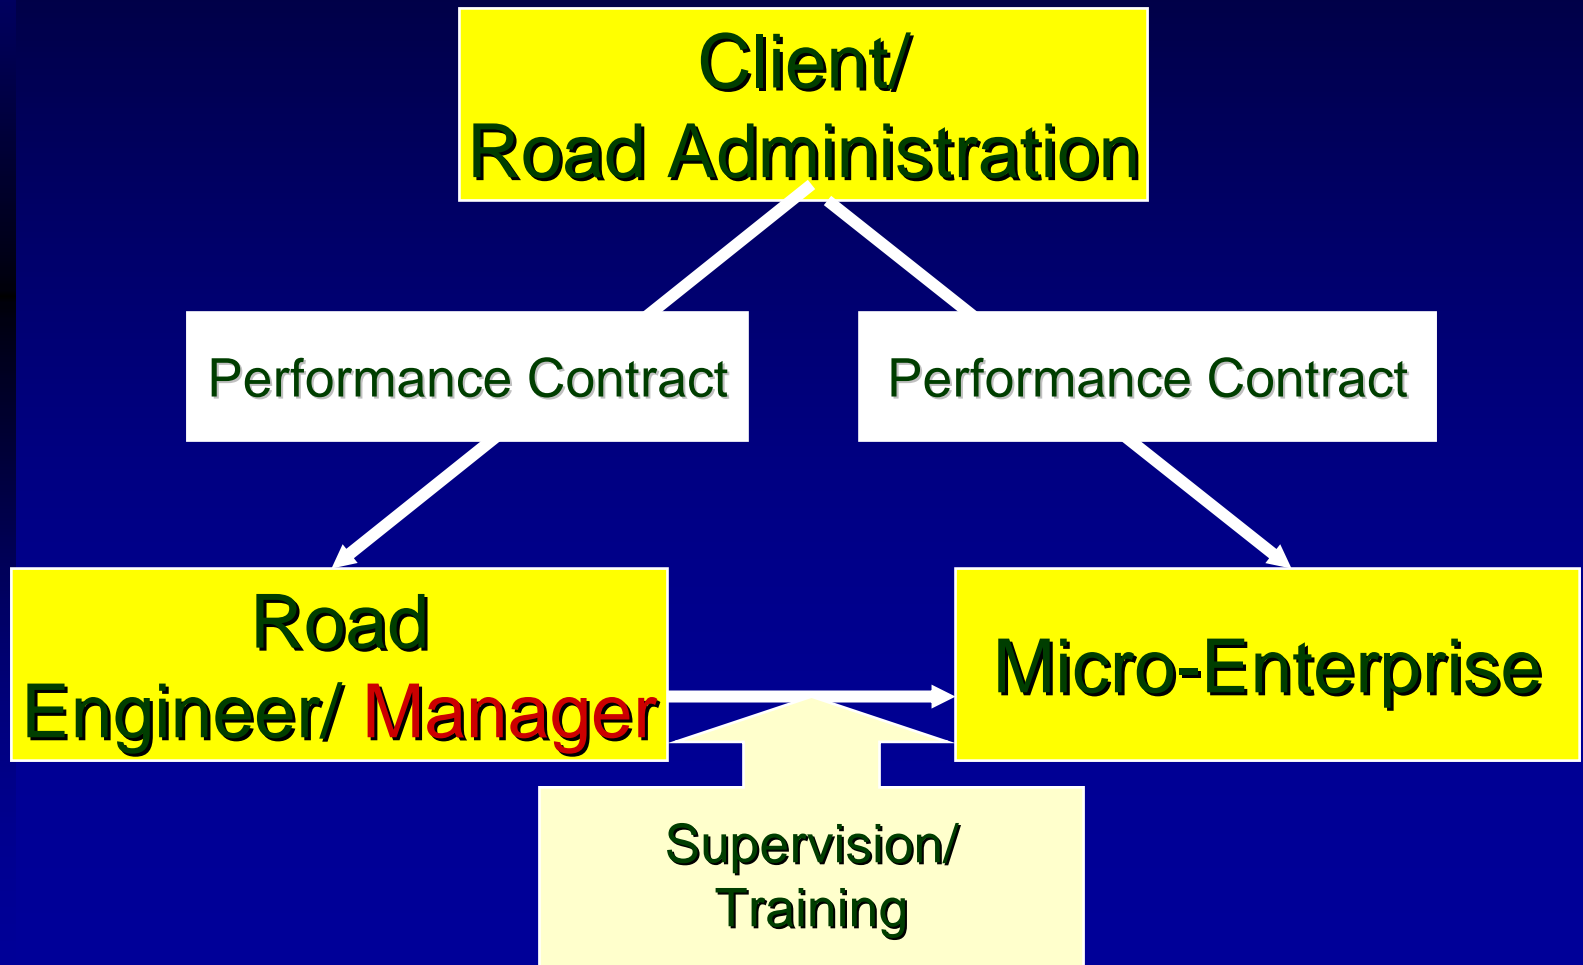 Client/
Road Administration
Performance Contract
Performance Contract
Road
Engineer/ Manager
Micro-Enterprise
Supervision/
Training